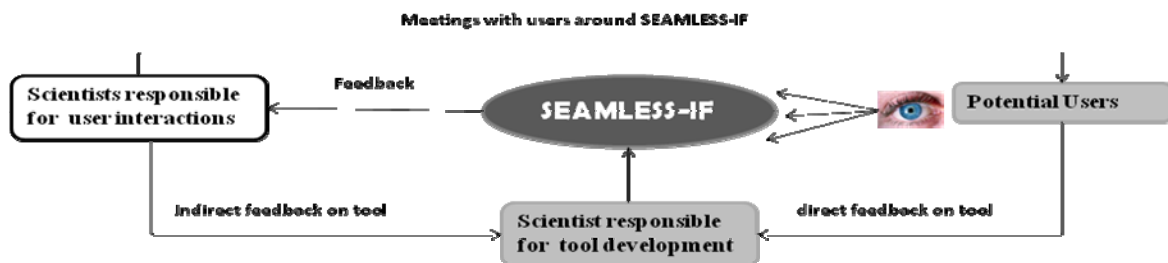 Meetings with users around SEAMLESS-IF
Scientists responsible
for user interactions
Feedback
SEAMLESS-IF
Potential Users
Indirect feedback on tool
Scientist responsible
for tool development
direct feedback on tool